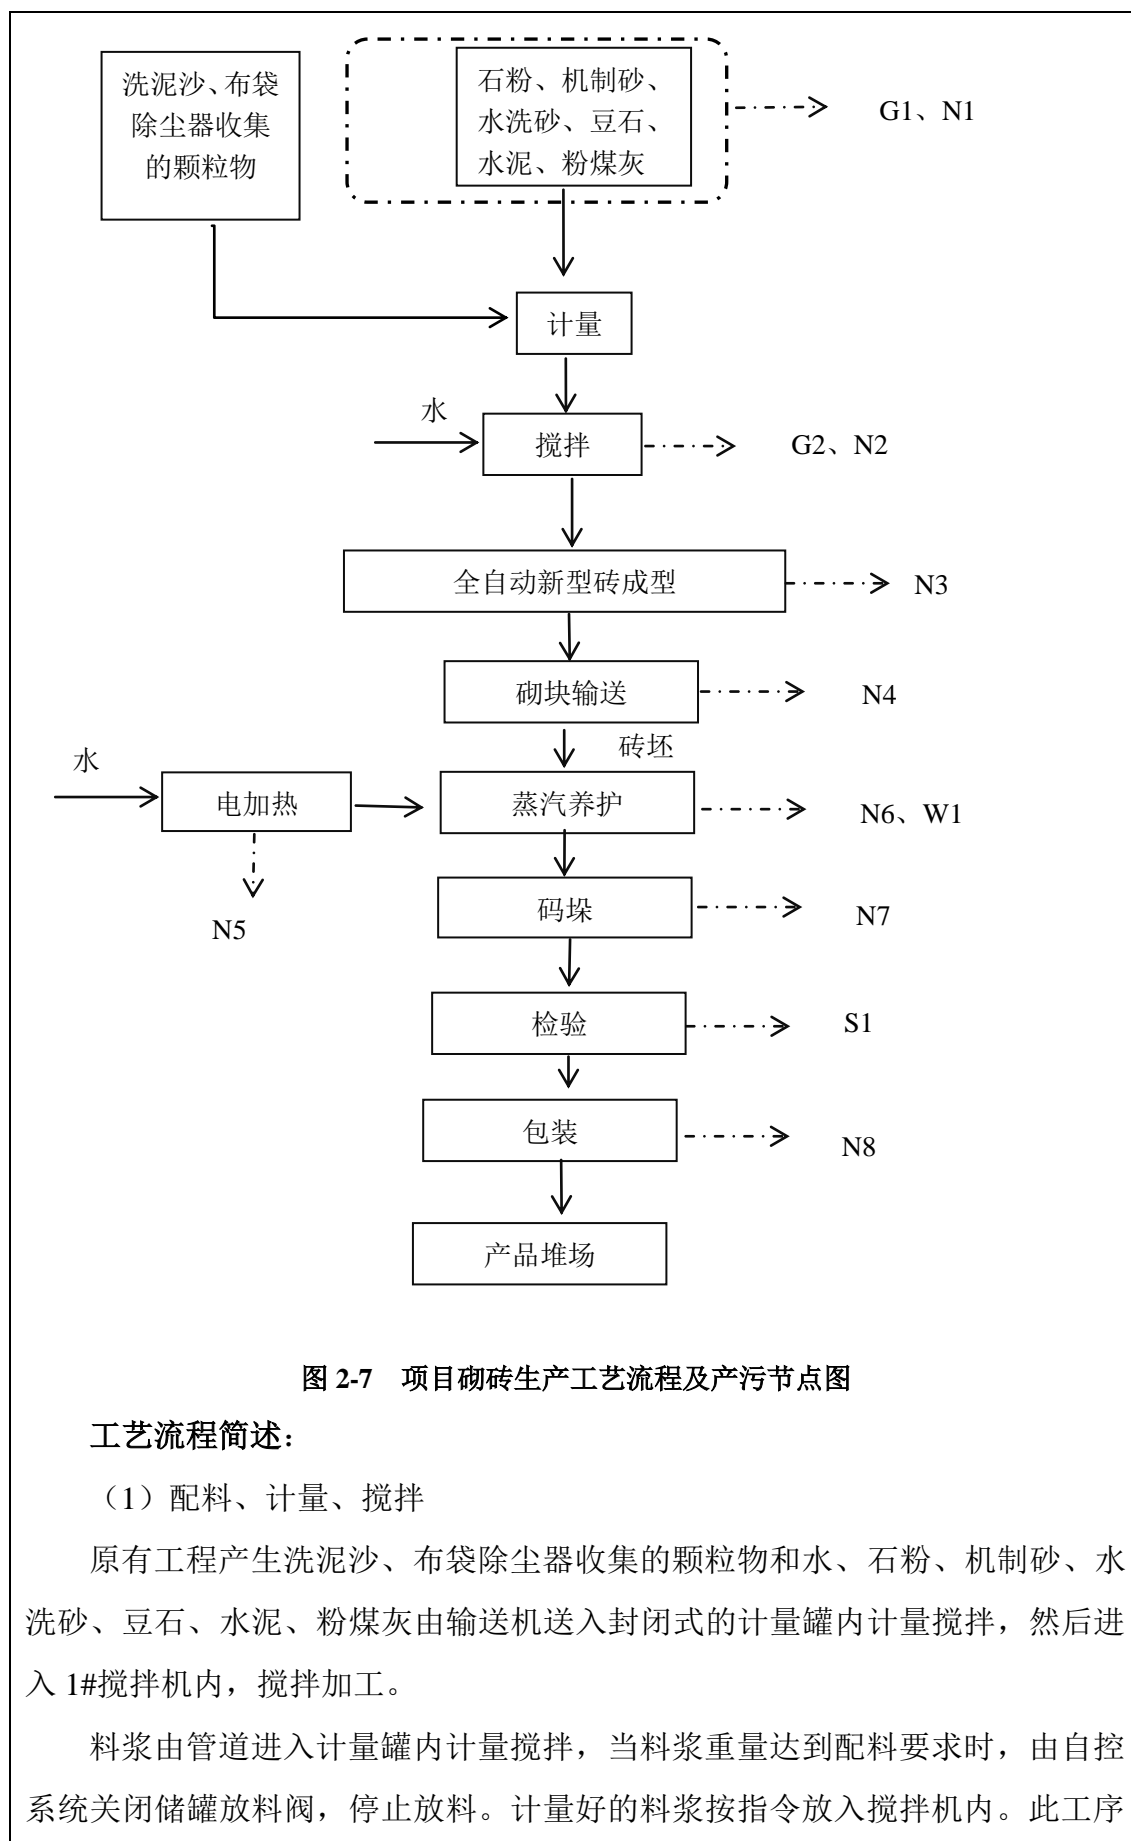 洗泥沙、布袋
除尘器收集
的颗粒物
石粉、机制砂、
水洗砂、豆石、
水泥、粉煤灰
G1、N1
计量
水
搅拌
G2、N2
全自动新型砖成型
N3
砌块输送
N4
砖坯
水
电加热
蒸汽养护
N6、W1
N5
码垛
N7
检验
S1
包装
N8
产品堆场
图 2-7 项目砌砖生产工艺流程及产污节点图
工艺流程简述：
（1）配料、计量、搅拌
原有工程产生洗泥沙、布袋除尘器收集的颗粒物和水、石粉、机制砂、水
洗砂、豆石、水泥、粉煤灰由输送机送入封闭式的计量罐内计量搅拌，然后进
入 1#搅拌机内，搅拌加工。
料浆由管道进入计量罐内计量搅拌，当料浆重量达到配料要求时，由自控
系统关闭储罐放料阀，停止放料。计量好的料浆按指令放入搅拌机内。此工序